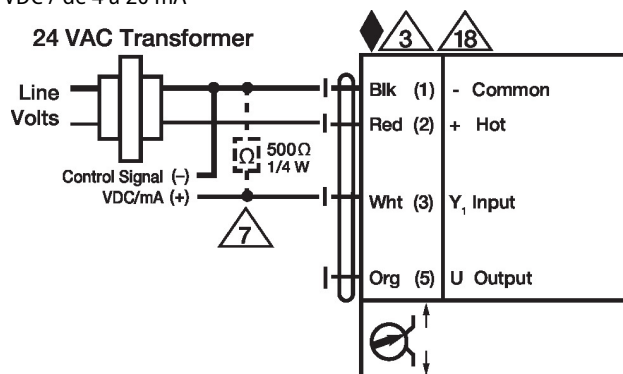 VDC / de 4 à 20 mA
24 VAC Transformer
3
18
Line
Volts
Blk (1) - Common
Red (2) + Hot
Ω
500Ω
1/4 W
Control Signal (–)
VDC/mA (+)
Wht (3) Y₁ Input
7
Org (5) U Output